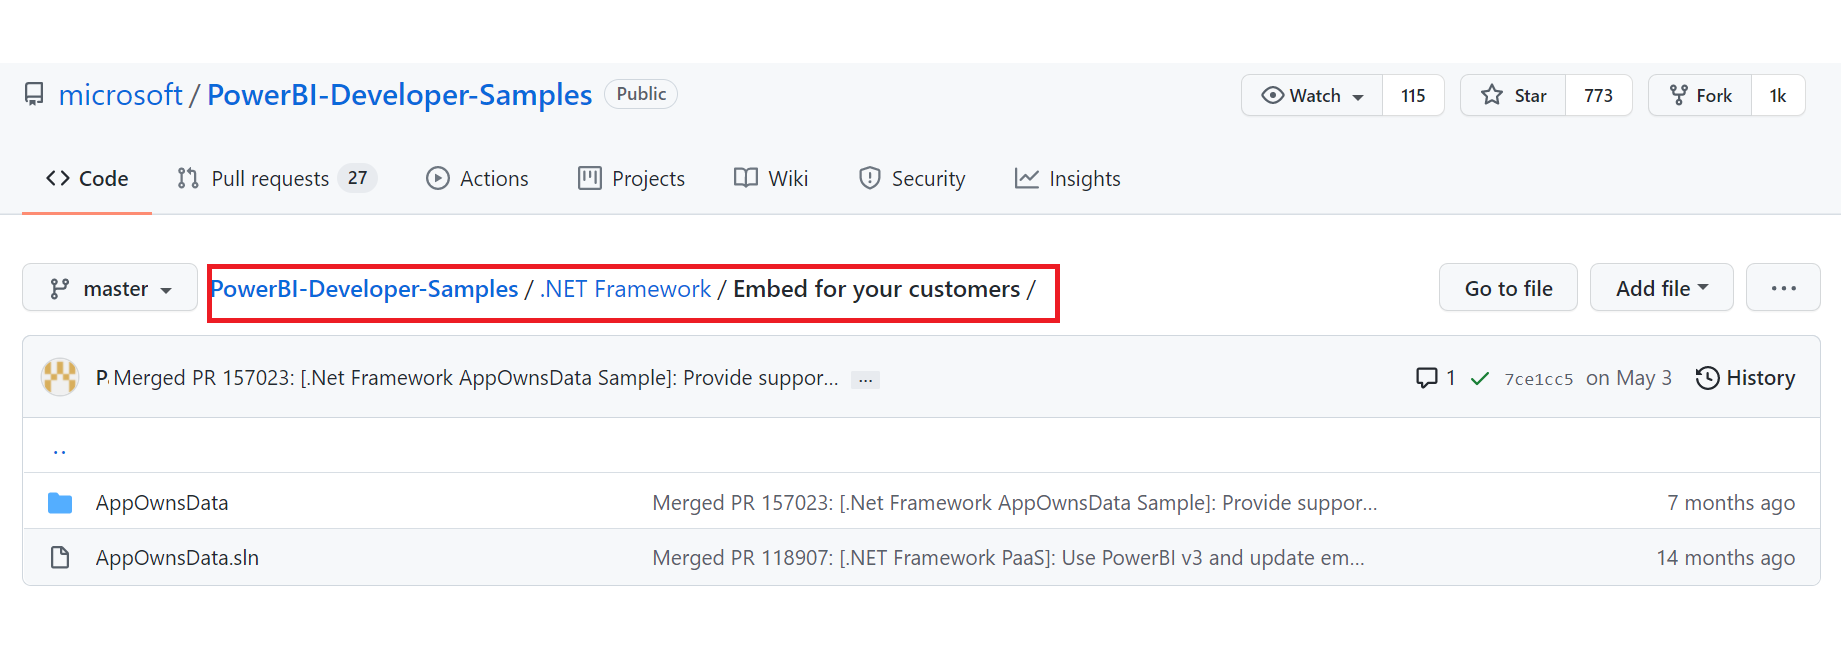 microsoft / PowerBI-Developer-Samples Public Watch 115 Star 773 Fork 1k
Code Pull requests 27 Actions Projects Wiki Security Insights
master PowerBI-Developer-Samples / .NET Framework / Embed for your customers / Go to file Add file ...
P. Merged PR 157023: [.Net Framework AppOwnsData Sample]: Provide suppor... ... 1 7ce1cc5 on May 3 History
..
AppOwnsData Merged PR 157023: [.Net Framework AppOwnsData Sample]: Provide suppor... 7 months ago
AppOwnsData.sln Merged PR 118907: [.NET Framework PaaS]: Use PowerBI v3 and update em... 14 months ago